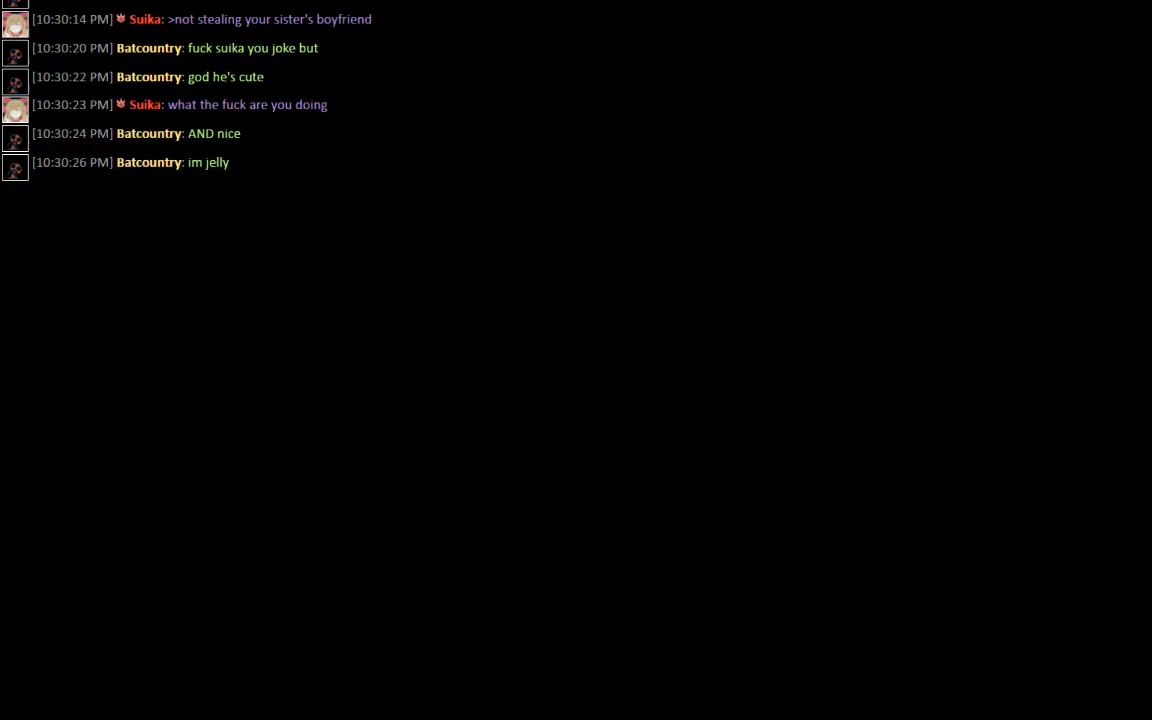 [10:30:14 PM] Suika: >not stealing your sister's boyfriend
[10:30:20 PM] Batcountry: fuck suika you joke but
[10:30:22 PM] Batcountry: god he's cute
[10:30:23 PM] Suika: what the fuck are you doing
[10:30:24 PM] Batcountry: AND nice
[10:30:26 PM] Batcountry: im jelly